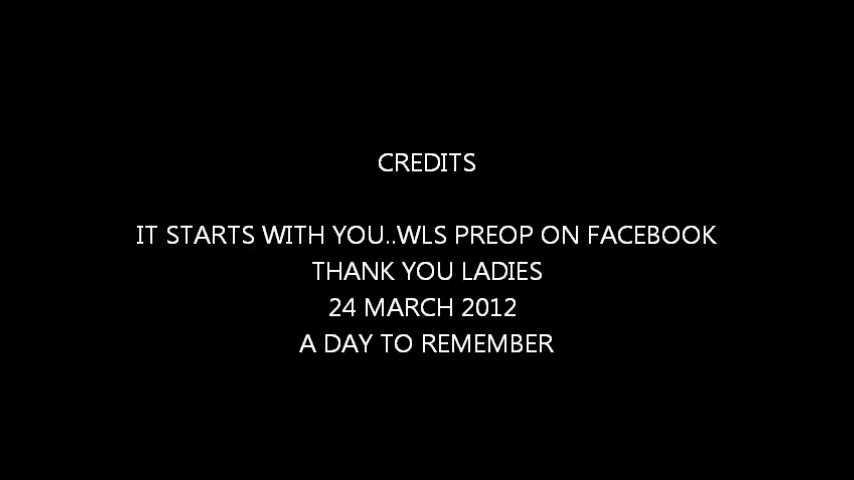 CREDITS
IT STARTS WITH YOU..WLS PREOP ON FACEBOOK
THANK YOU LADIES
24 MARCH 2012
A DAY TO REMEMBER